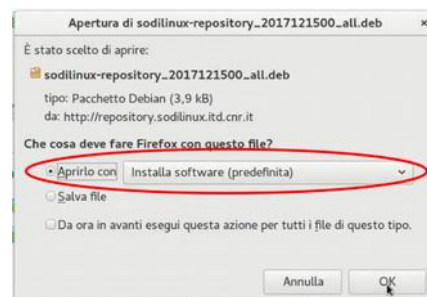 Apertura di sodilinux-repository_2017121500_all.deb ×
È stato scelto di aprire:
sodilinux-repository_2017121500_all.deb
tipo: Pacchetto Debian (3,9 kB)
da: http://repository.sodilinux.itd.cnr.it
Che cosa deve fare Firefox con questo file?
Aprirlo con Installa software (predefinita)
Salva file
Da ora in avanti esegui questa azione per tutti i file di questo tipo.
Annulla OK